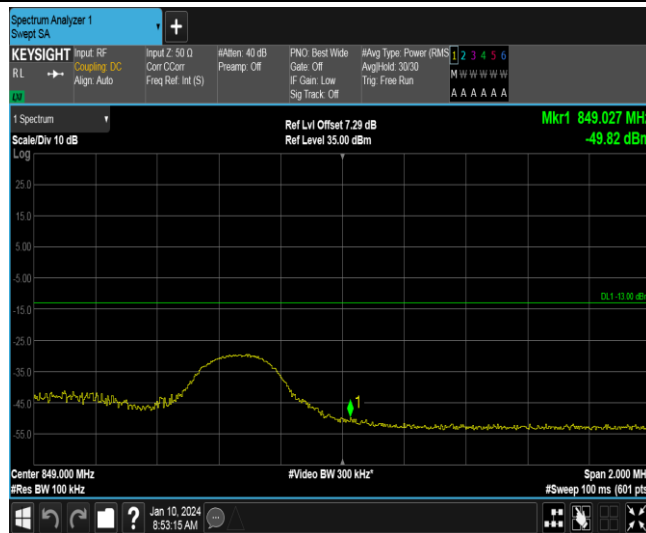 Spectrum Analyzer 1
Swept SA
+
KEYSIGHT
RL
Input: RF
Coupling: DC
Align: Auto
Input Z: 50 Ω
Corr CCorr
Freq Ref: Int (S)
#Atten: 40 dB
Preamp: Off
PNO: Best Wide
Gate: Off
IF Gain: Low
Sig Track: Off
#Avg Type: Power (RMS
Avg|Hold: 30/30
Trig: Free Run
1 2 3 4 5 6
M W W W W W
A A A A A A
1 Spectrum
Scale/Div 10 dB
Log
Ref Lvl Offset 7.29 dB
Ref Level 35.00 dBm
Mkr1 849.027 MH
-49.82 dBm
25.0
15.0
5.00
-5.00
-15.0
-25.0
-35.0
-45.0
-55.0
DL1 -13.00 dBm
1
Center 849.000 MHz
#Res BW 100 kHz
#Video BW 300 kHz*
Span 2.000 MH
#Sweep 100 ms (601 pts
?
Jan 10, 2024
8:53:15 AM